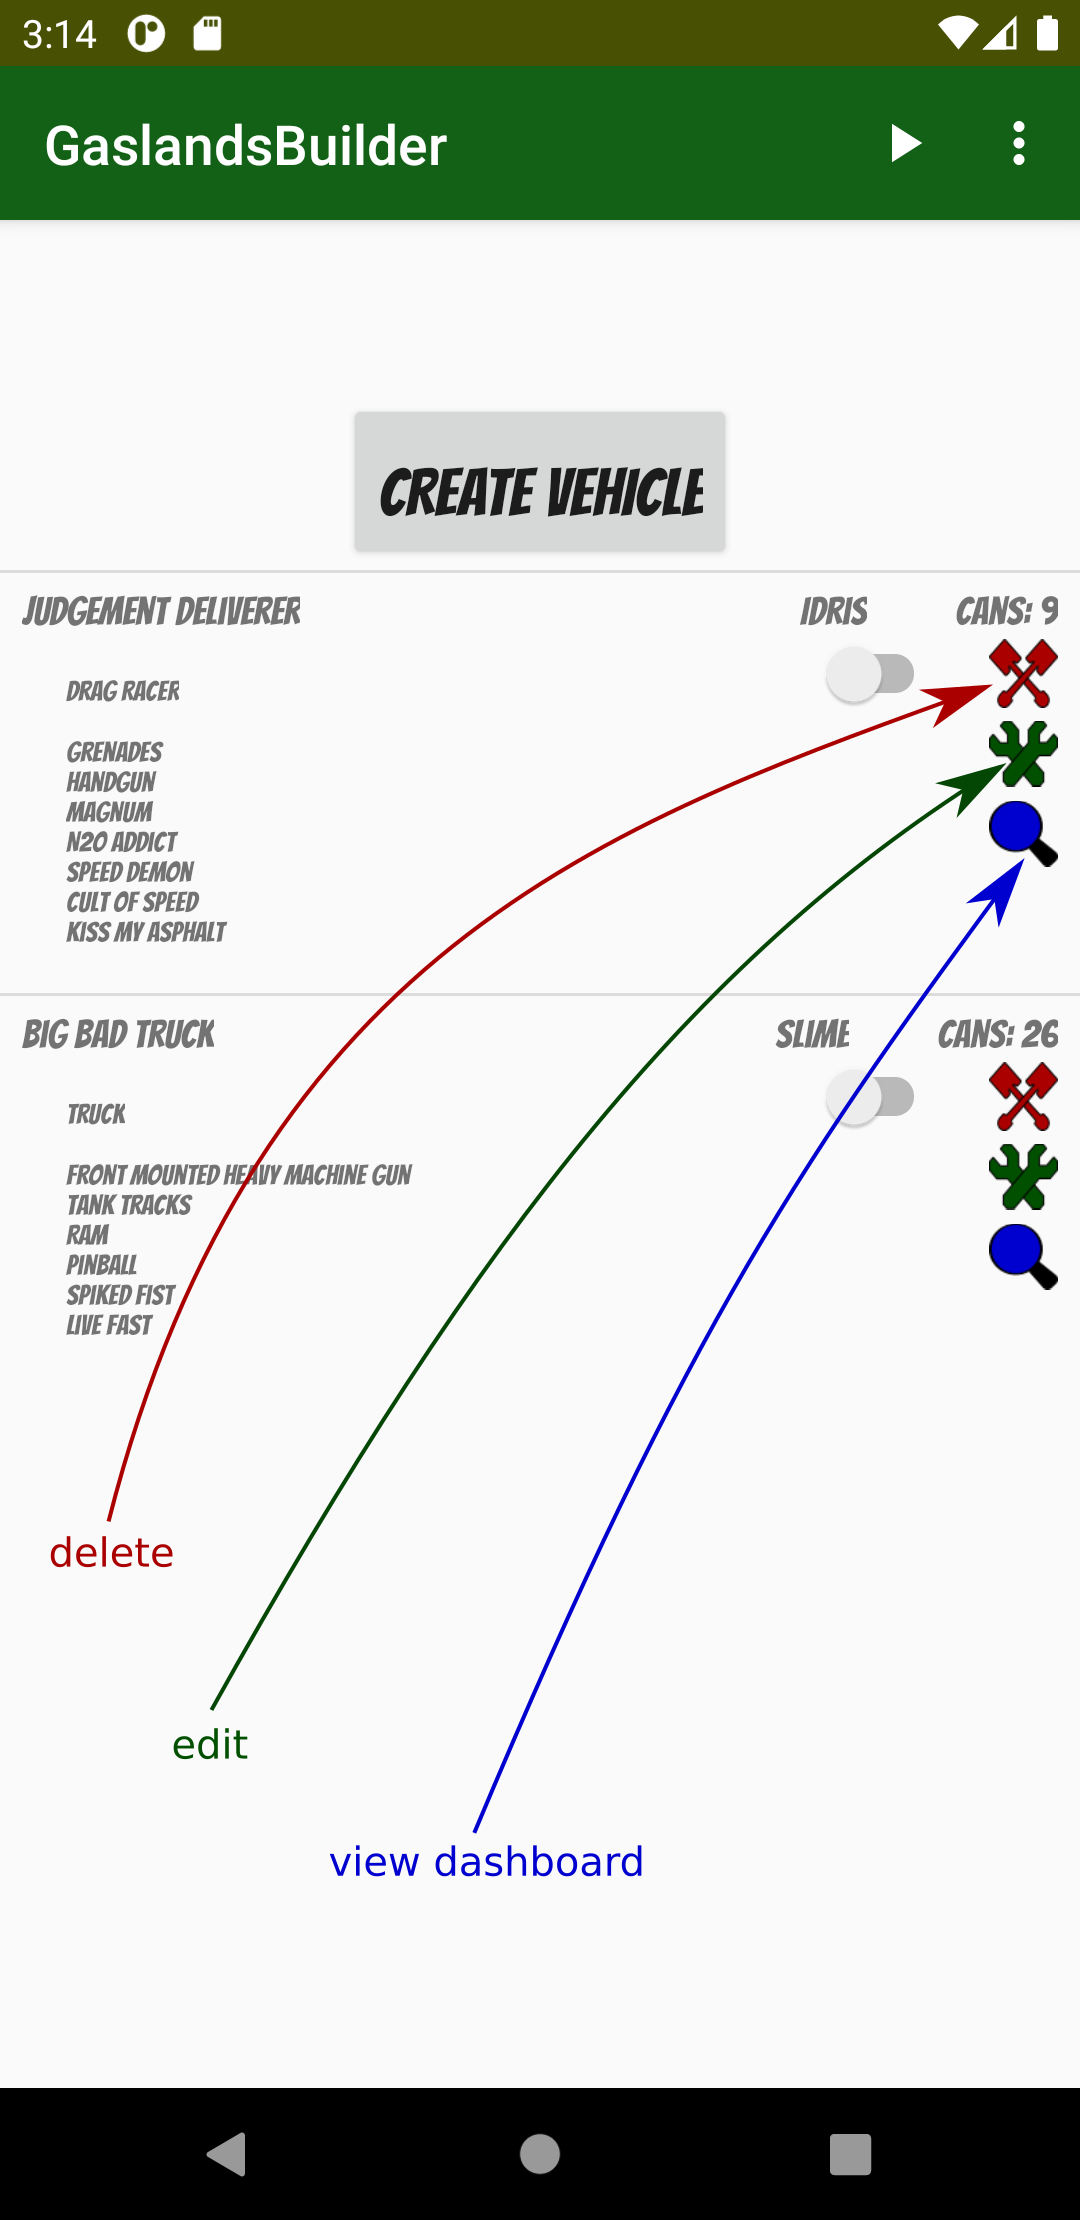 3:14
GaslandsBuilder
CREATE VEHICLE
JUDGEMENT DELIVERER IDRIS CANS: 9
DRAG RACER
GRENADES
HANDGUN
MAGNUM
N2O ADDICT
SPEED DEMON
CULT OF SPEED
KISS MY ASPHALT
BIG BAD TRUCK SLIME CANS: 26
TRUCK
FRONT MOUNTED HEAVY MACHINE GUN
TANK TRACKS
RAM
PINBALL
SPIKED FIST
LIVE FAST
delete
edit
view dashboard